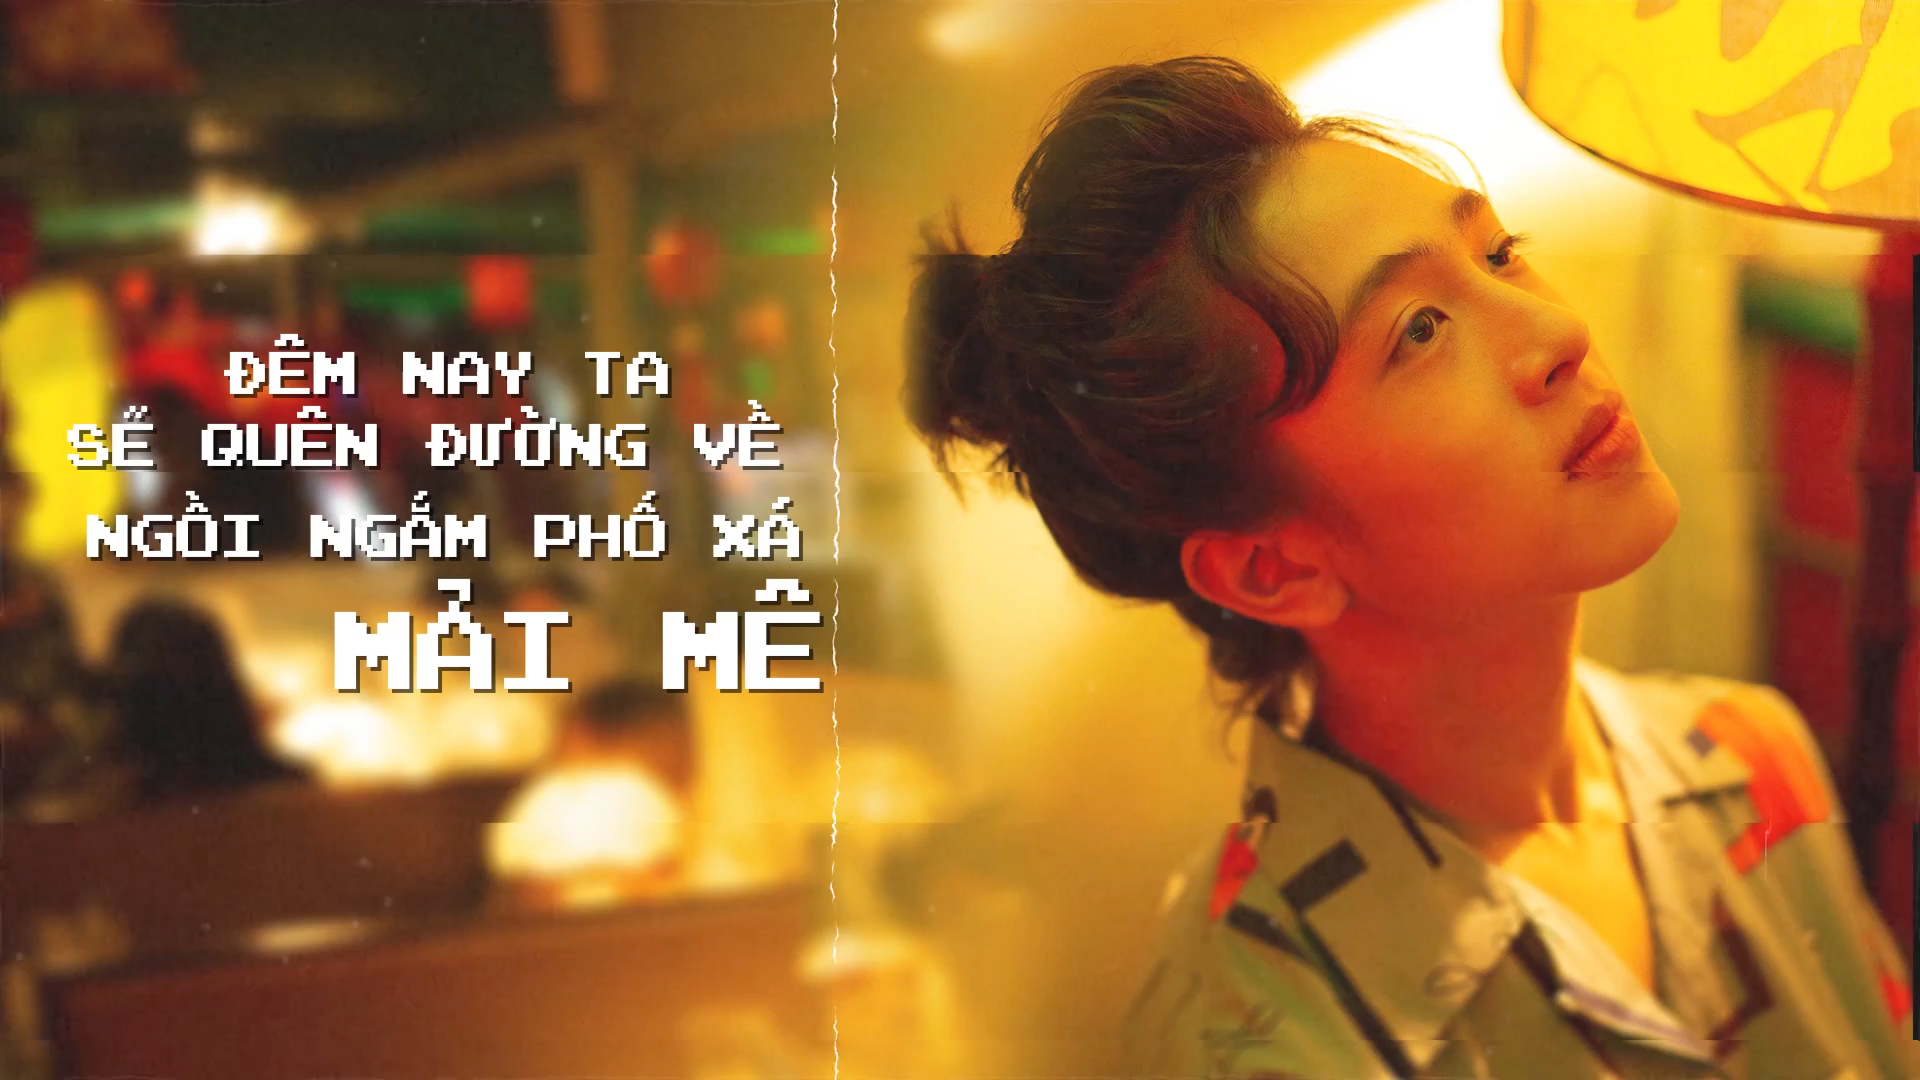 ĐÊM NAY TA
SẼ QUÊN ĐƯỜNG VỀ
NGỒI NGẮM PHỐ XÁ
MẢI MÊ